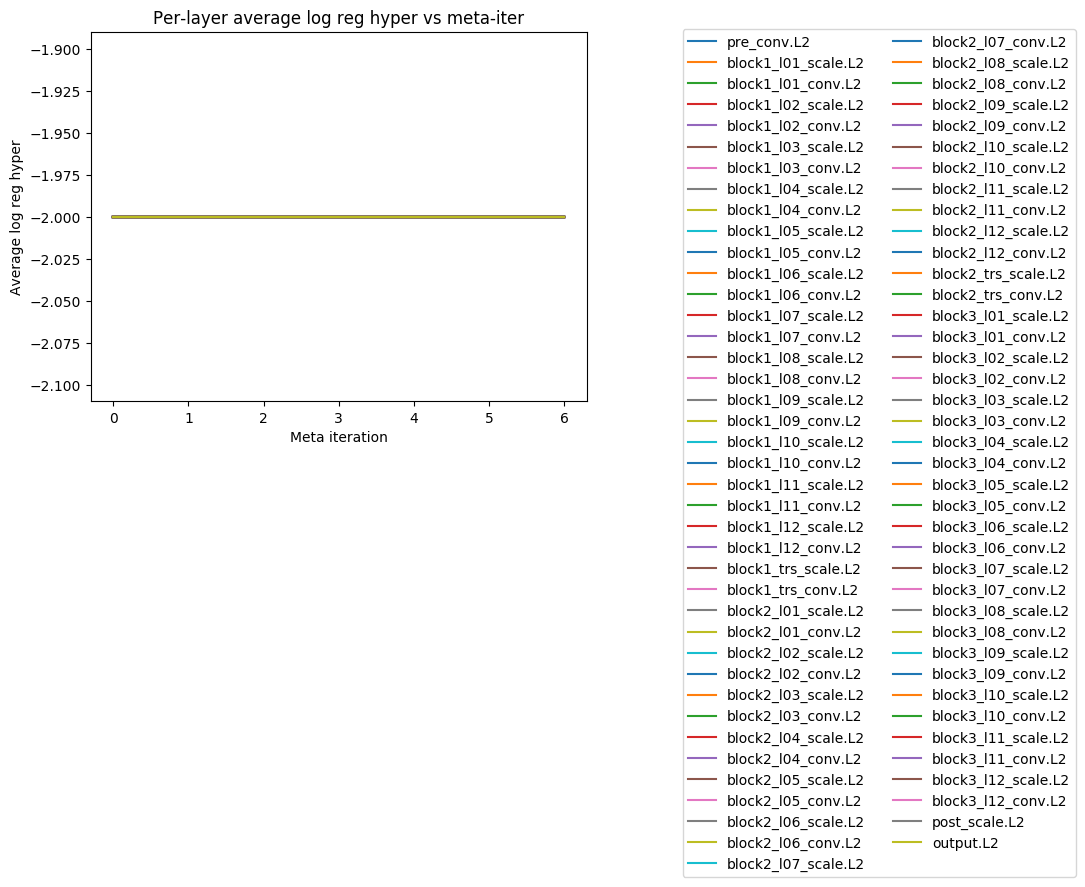 Per-layer average log reg hyper vs meta-iter
Average log reg hyper
−1.900
−1.925
−1.950
−1.975
−2.000
−2.025
−2.050
−2.075
−2.100
0 1 2 3 4 5 6
Meta iteration
pre_conv.L2
block1_l01_scale.L2
block1_l01_conv.L2
block1_l02_scale.L2
block1_l02_conv.L2
block1_l03_scale.L2
block1_l03_conv.L2
block1_l04_scale.L2
block1_l04_conv.L2
block1_l05_scale.L2
block1_l05_conv.L2
block1_l06_scale.L2
block1_l06_conv.L2
block1_l07_scale.L2
block1_l07_conv.L2
block1_l08_scale.L2
block1_l08_conv.L2
block1_l09_scale.L2
block1_l09_conv.L2
block1_l10_scale.L2
block1_l10_conv.L2
block1_l11_scale.L2
block1_l11_conv.L2
block1_l12_scale.L2
block1_l12_conv.L2
block1_trs_scale.L2
block1_trs_conv.L2
block2_l01_scale.L2
block2_l01_conv.L2
block2_l02_scale.L2
block2_l02_conv.L2
block2_l03_scale.L2
block2_l03_conv.L2
block2_l04_scale.L2
block2_l04_conv.L2
block2_l05_scale.L2
block2_l05_conv.L2
block2_l06_scale.L2
block2_l06_conv.L2
block2_l07_scale.L2
block2_l07_conv.L2
block2_l08_scale.L2
block2_l08_conv.L2
block2_l09_scale.L2
block2_l09_conv.L2
block2_l10_scale.L2
block2_l10_conv.L2
block2_l11_scale.L2
block2_l11_conv.L2
block2_l12_scale.L2
block2_l12_conv.L2
block2_trs_scale.L2
block2_trs_conv.L2
block3_l01_scale.L2
block3_l01_conv.L2
block3_l02_scale.L2
block3_l02_conv.L2
block3_l03_scale.L2
block3_l03_conv.L2
block3_l04_scale.L2
block3_l04_conv.L2
block3_l05_scale.L2
block3_l05_conv.L2
block3_l06_scale.L2
block3_l06_conv.L2
block3_l07_scale.L2
block3_l07_conv.L2
block3_l08_scale.L2
block3_l08_conv.L2
block3_l09_scale.L2
block3_l09_conv.L2
block3_l10_scale.L2
block3_l10_conv.L2
block3_l11_scale.L2
block3_l11_conv.L2
block3_l12_scale.L2
block3_l12_conv.L2
post_scale.L2
output.L2